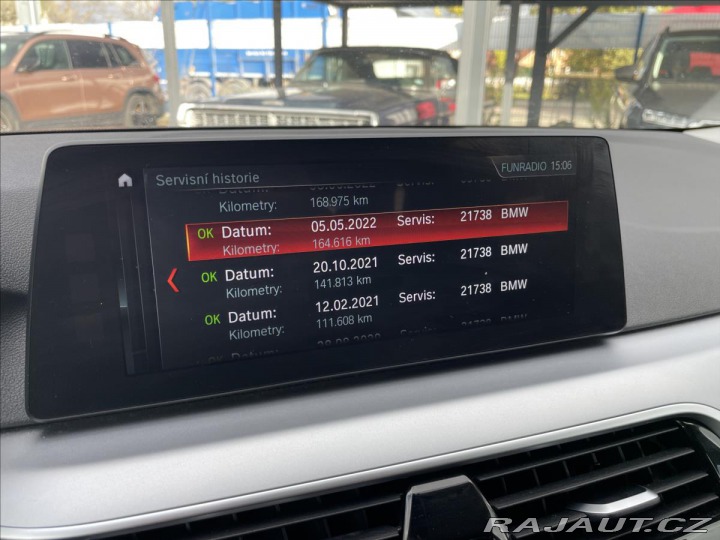 Servisní historie
FUNRADIO 15:06
Kilometry: 168.975 km
OK Datum: 05.05.2022 Servis: 21738 BMW
Kilometry: 164.616 km
OK Datum: 20.10.2021 Servis: 21738 BMW
Kilometry: 141.813 km
OK Datum: 12.02.2021 Servis: 21738 BMW
Kilometry: 111.608 km
RAJAUT.CZ